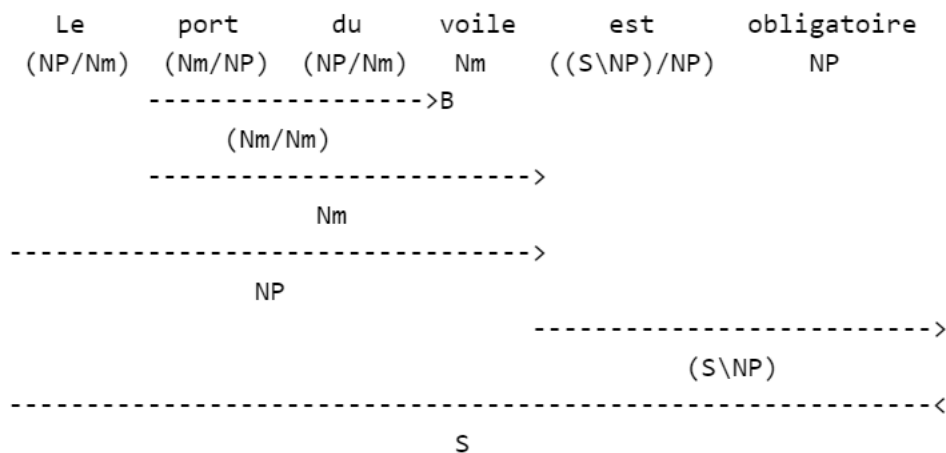 Le port du voile est obligatoire
(NP/Nm) (Nm/NP) (NP/Nm) Nm ((S\NP)/NP) NP
------------------->B
(Nm/Nm)
-------------------------->
Nm
----------------------------------->
NP
--------------------------->
(S\NP)
-------------------------------------------------------------<
S